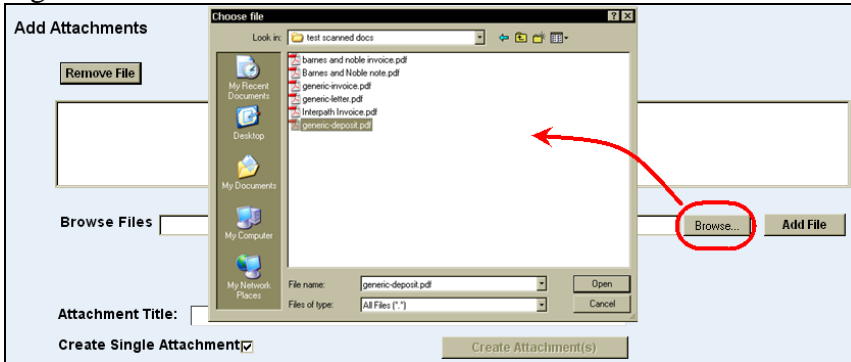 Choose file
Add Attachments
Look in: test scanned docs
Remove File
barnes and noble invoice.pdf
Barnes and Noble note.pdf
generic-invoice.pdf
generic-letter.pdf
Interpath Invoice.pdf
generic-deposit.pdf
My Recent
Documents
Desktop
My Documents
My Computer
My Network
Places
Browse Files
Browse...
Add File
File name: generic-deposit.pdf
Open
Files of type: All Files (*.*)
Cancel
Attachment Title:
Create Single Attachment
Create Attachment(s)